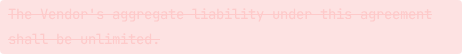 The Vendor's aggregate liability under this agreement
shall be unlimited.